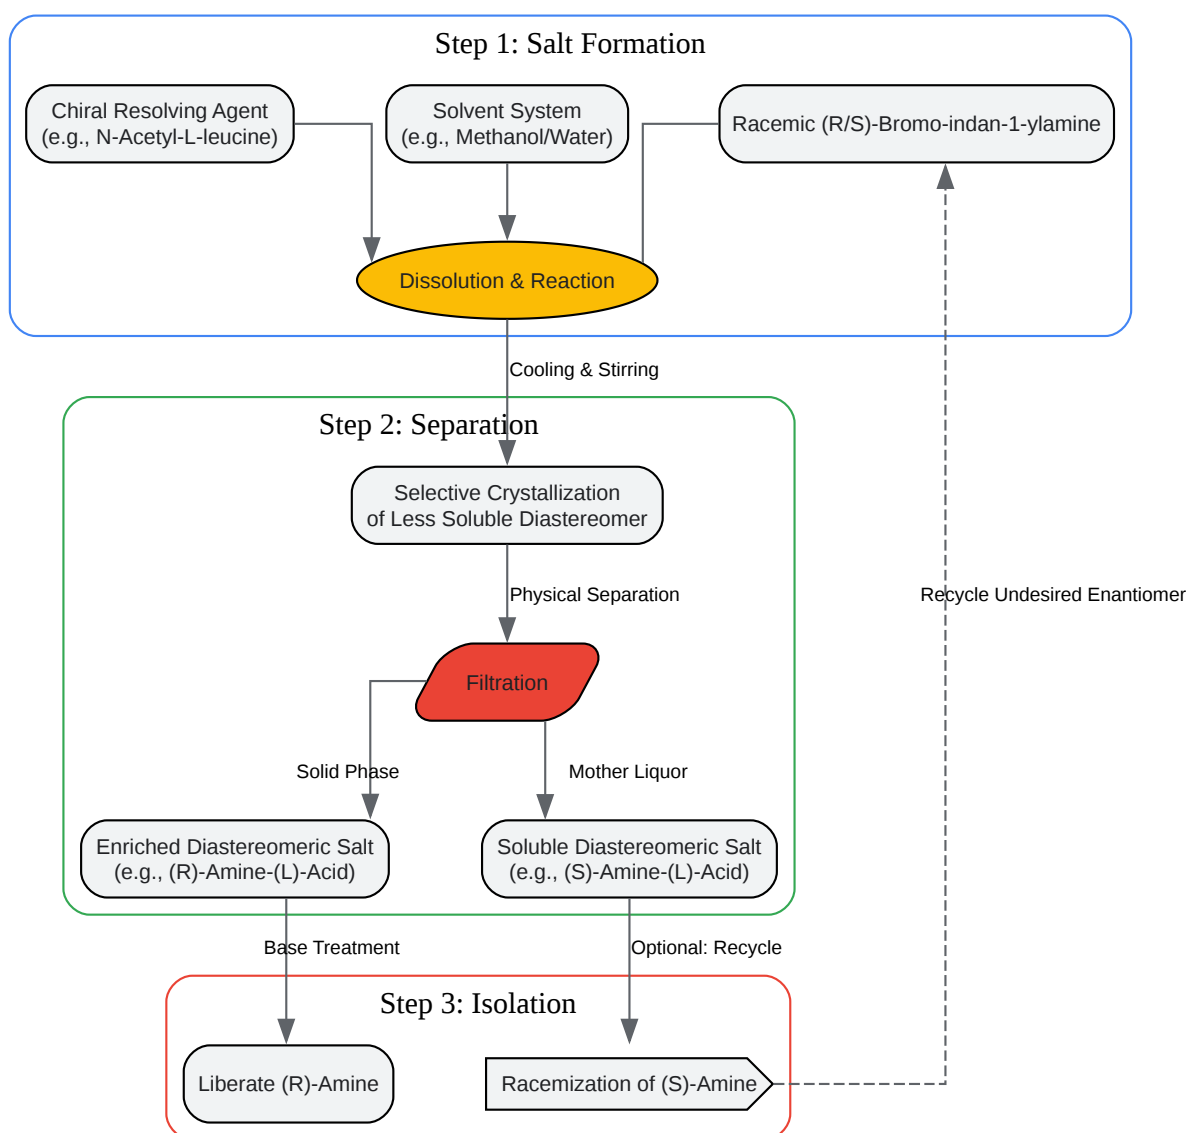 Step 1: Salt Formation
Chiral Resolving Agent
(e.g., N-Acetyl-L-leucine)
Solvent System
(e.g., Methanol/Water)
Racemic (R/S)-Bromo-indan-1-ylamine
Dissolution & Reaction
Cooling & Stirring
Step 2: Separation
Selective Crystallization
of Less Soluble Diastereomer
Physical Separation
Recycle Undesired Enantiomer
Filtration
Solid Phase
Mother Liquor
Enriched Diastereomeric Salt
(e.g., (R)-Amine-(L)-Acid)
Soluble Diastereomeric Salt
(e.g., (S)-Amine-(L)-Acid)
Base Treatment
Optional: Recycle
Step 3: Isolation
Liberate (R)-Amine
Racemization of (S)-Amine